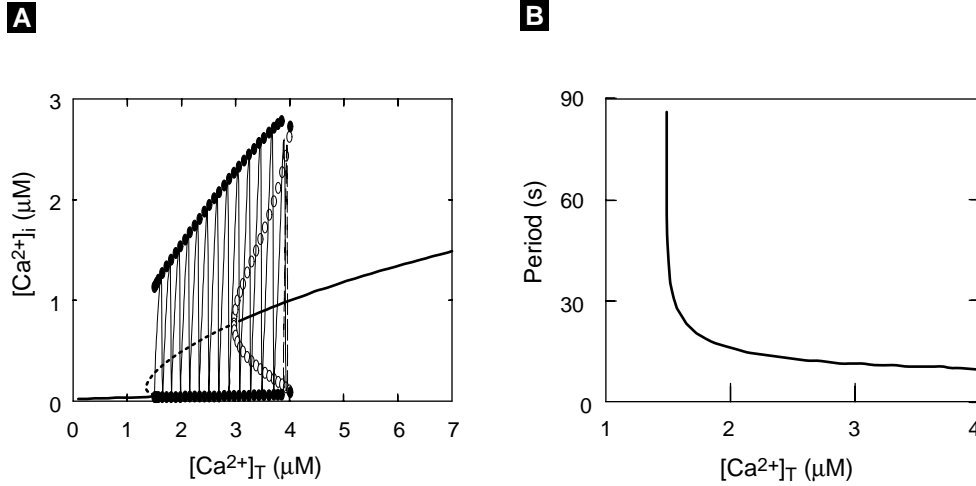 A
B
3
2
1
0
[Ca²⁺]ᵢ (μM)
0 1 2 3 4 5 6 7
[Ca²⁺]T (μM)
90
60
30
0
Period (s)
1 2 3 4
[Ca²⁺]T (μM)